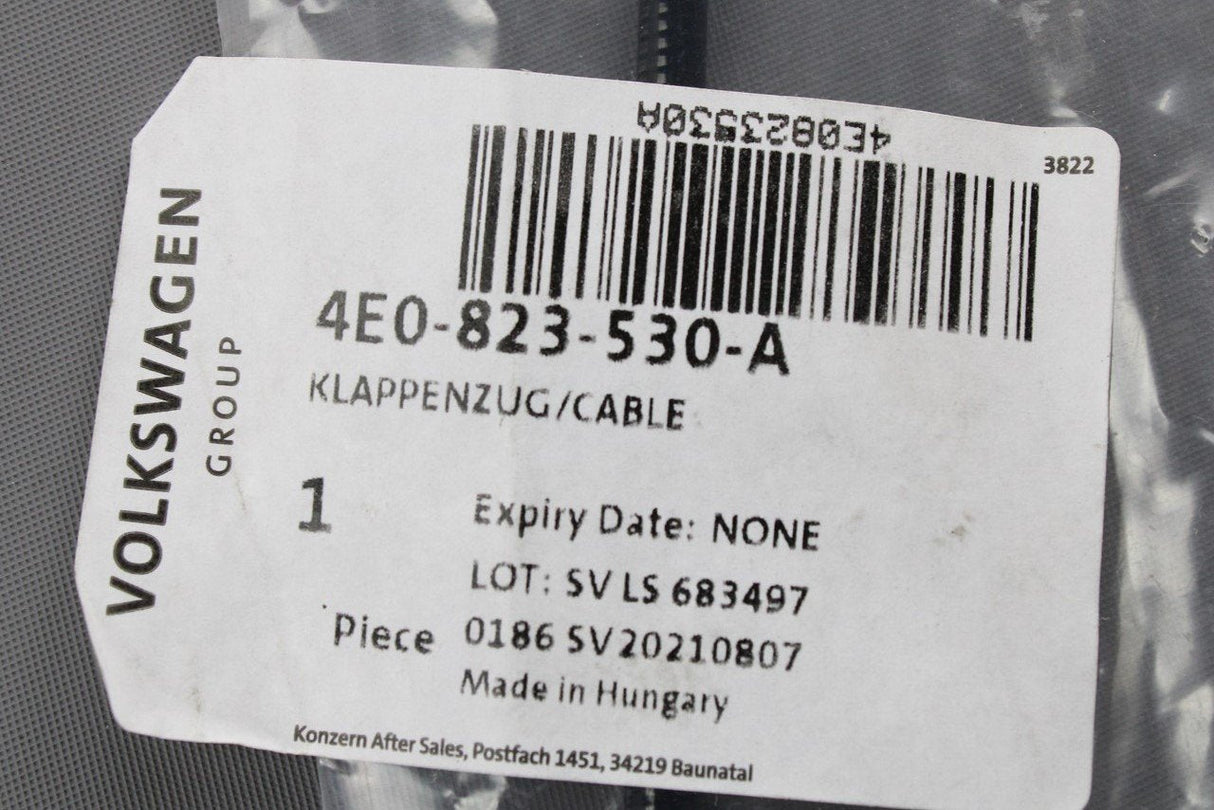 4E0823530A
3822
VOLKSWAGEN
GROUP
4E0-823-530-A
KLAPPENZUG/CABLE
1
Expiry Date: NONE
LOT: SV LS 683497
Piece 0186 SV20210807
Made in Hungary
Konzern After Sales, Postfach 1451, 34219 Baunatal